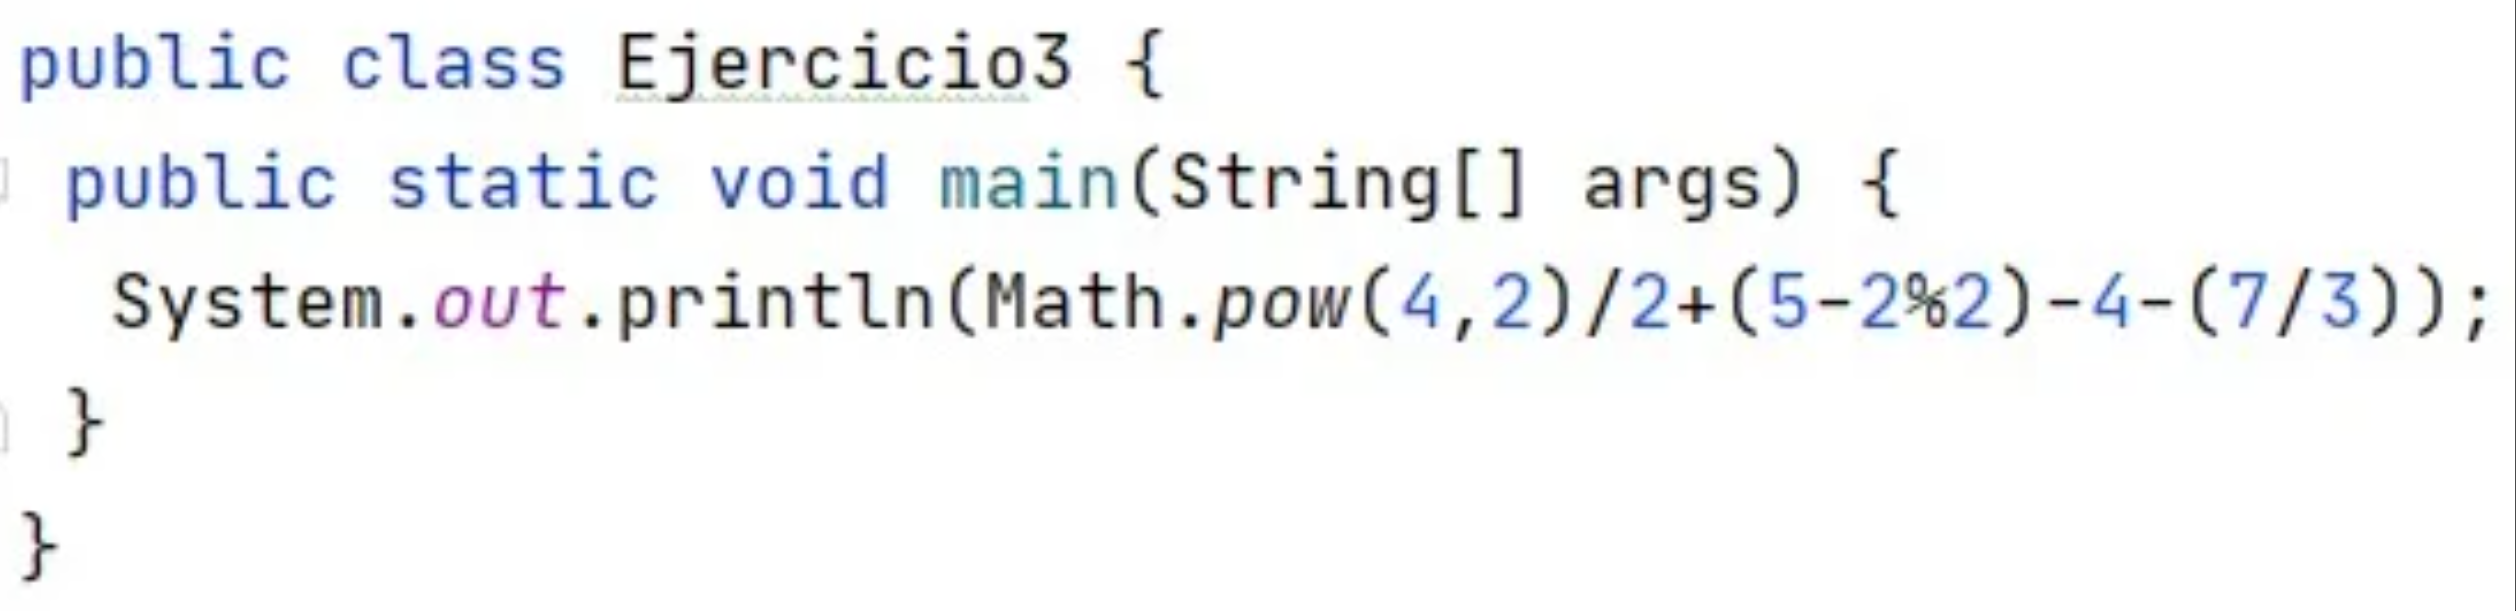 public class Ejercicio3 {
public static void main(String[] args) {
System.out.println(Math.pow(4,2)/2+(5-2%2)-4-(7/3));
}
}